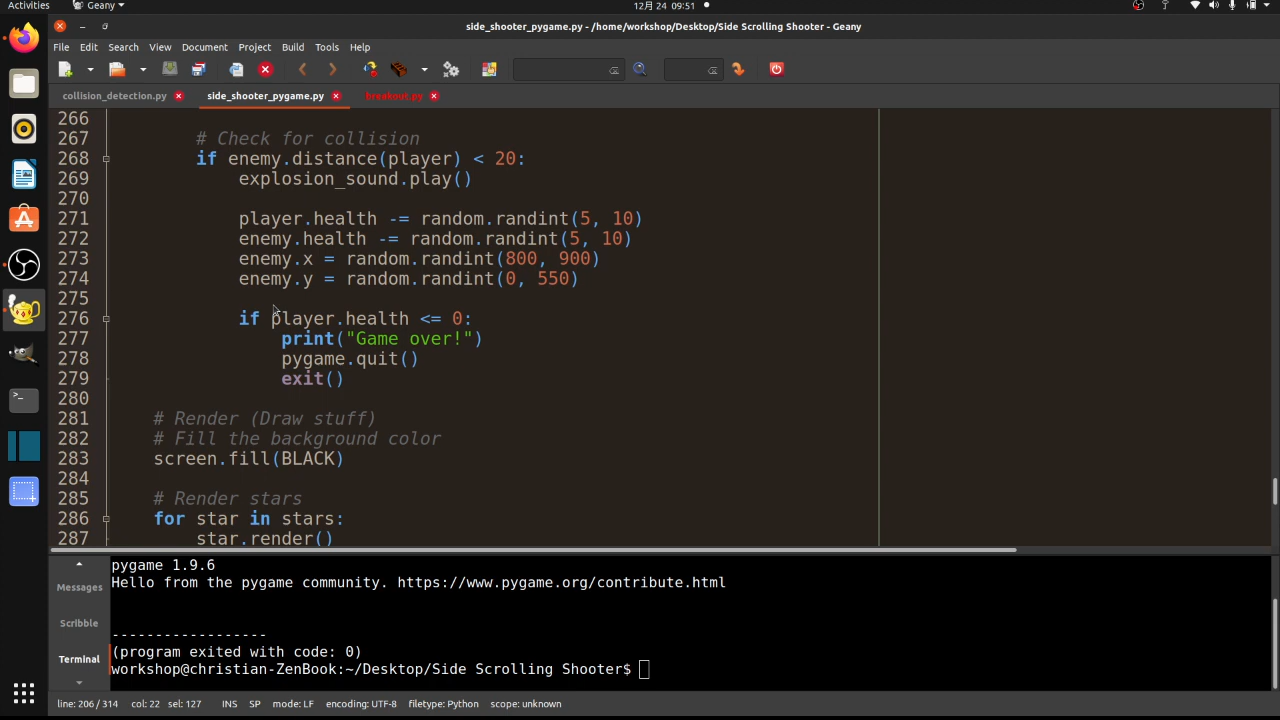 Activities
Geany
12月 24 09:51
side_shooter_pygame.py - /home/workshop/Desktop/Side Scrolling Shooter - Geany
File Edit Search View Document Project Build Tools Help
collision_detection.py side_shooter_pygame.py breakout.py
266
267 # Check for collision
268 if enemy.distance(player) < 20:
269 explosion_sound.play()
270
271 player.health -= random.randint(5, 10)
272 enemy.health -= random.randint(5, 10)
273 enemy.x = random.randint(800, 900)
274 enemy.y = random.randint(0, 550)
275
276 if player.health <= 0:
277 print("Game over!")
278 pygame.quit()
279 exit()
280
281 # Render (Draw stuff)
282 # Fill the background color
283 screen.fill(BLACK)
284
285 # Render stars
286 for star in stars:
287 star.render()
Messages
Scribble
Terminal
pygame 1.9.6
Hello from the pygame community. https://www.pygame.org/contribute.html
------------------
(program exited with code: 0)
workshop@christian-ZenBook:~/Desktop/Side Scrolling Shooter$
line: 206 / 314 col: 22 sel: 127 INS SP mode: LF encoding: UTF-8 filetype: Python scope: unknown